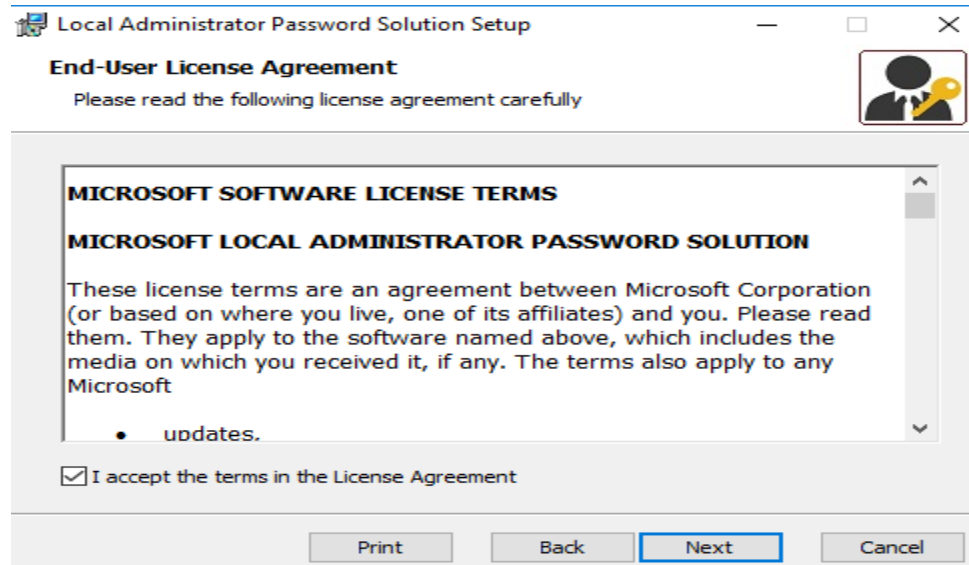 Local Administrator Password Solution Setup
End-User License Agreement
Please read the following license agreement carefully
MICROSOFT SOFTWARE LICENSE TERMS
MICROSOFT LOCAL ADMINISTRATOR PASSWORD SOLUTION
These license terms are an agreement between Microsoft Corporation
(or based on where you live, one of its affiliates) and you. Please read
them. They apply to the software named above, which includes the
media on which you received it, if any. The terms also apply to any
Microsoft
• updates,
I accept the terms in the License Agreement
Print Back Next Cancel